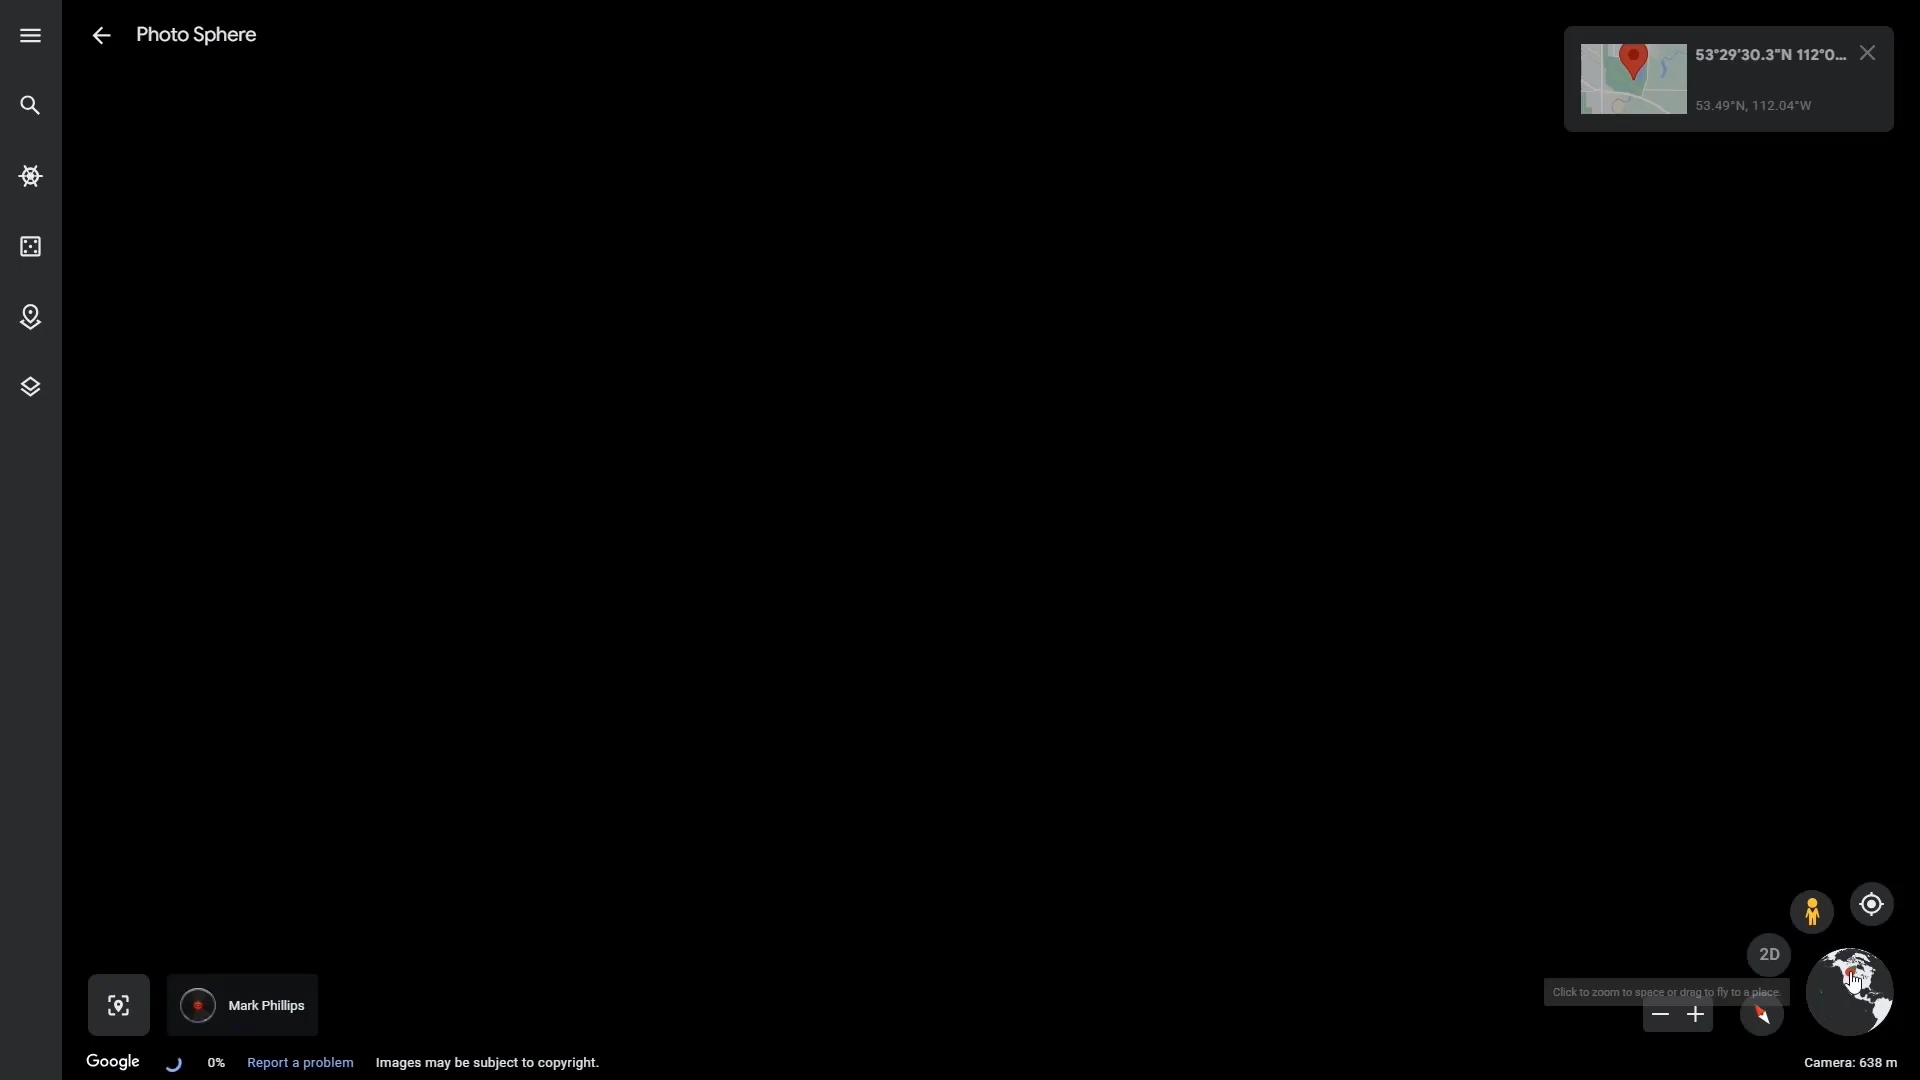 Photo Sphere
53°29'30.3"N 112°0...
53.49°N, 112.04°W
2D
Click to zoom to space or drag to fly to a place.
Mark Phillips
Google 0% Report a problem Images may be subject to copyright.
Camera: 638 m